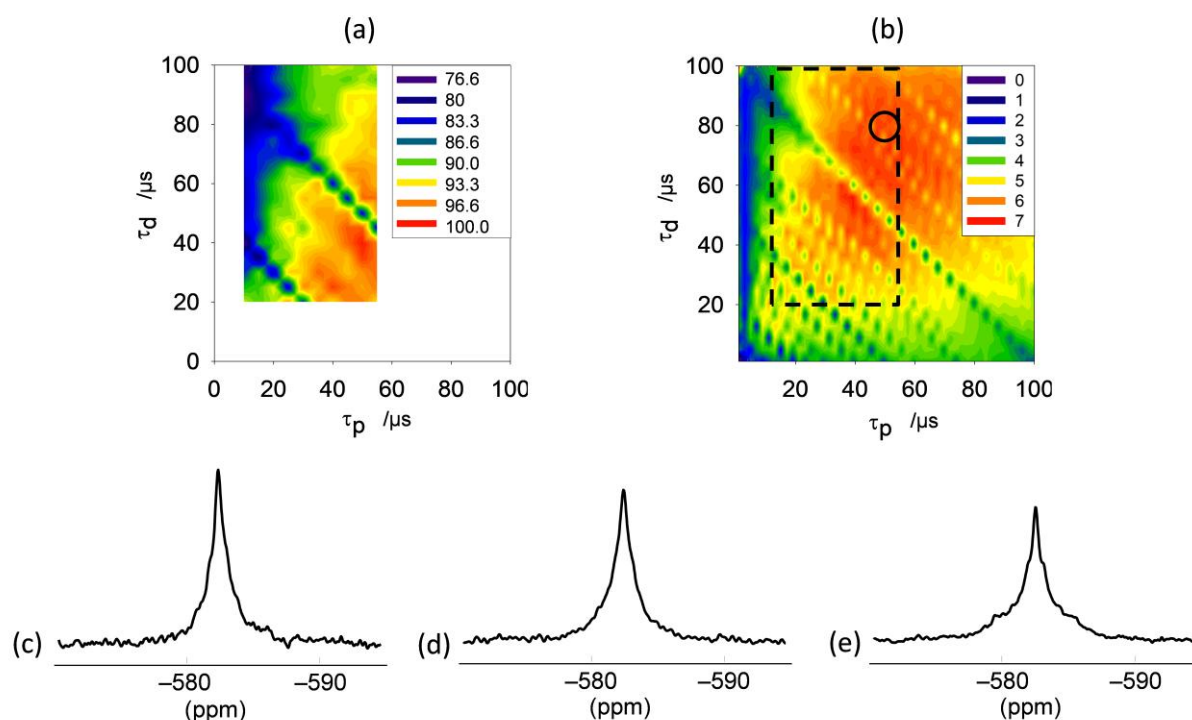 (a)
100
80
60
40
20
0
τd /µs
0 20 40 60 80 100
τp /µs
76.6
80
83.3
86.6
90.0
93.3
96.6
100.0
(b)
100
80
60
40
20
τd /µs
20 40 60 80 100
τp /µs
0
1
2
3
4
5
6
7
(c)
–580 –590
(ppm)
(d)
–580 –590
(ppm)
(e)
–580 –590
(ppm)